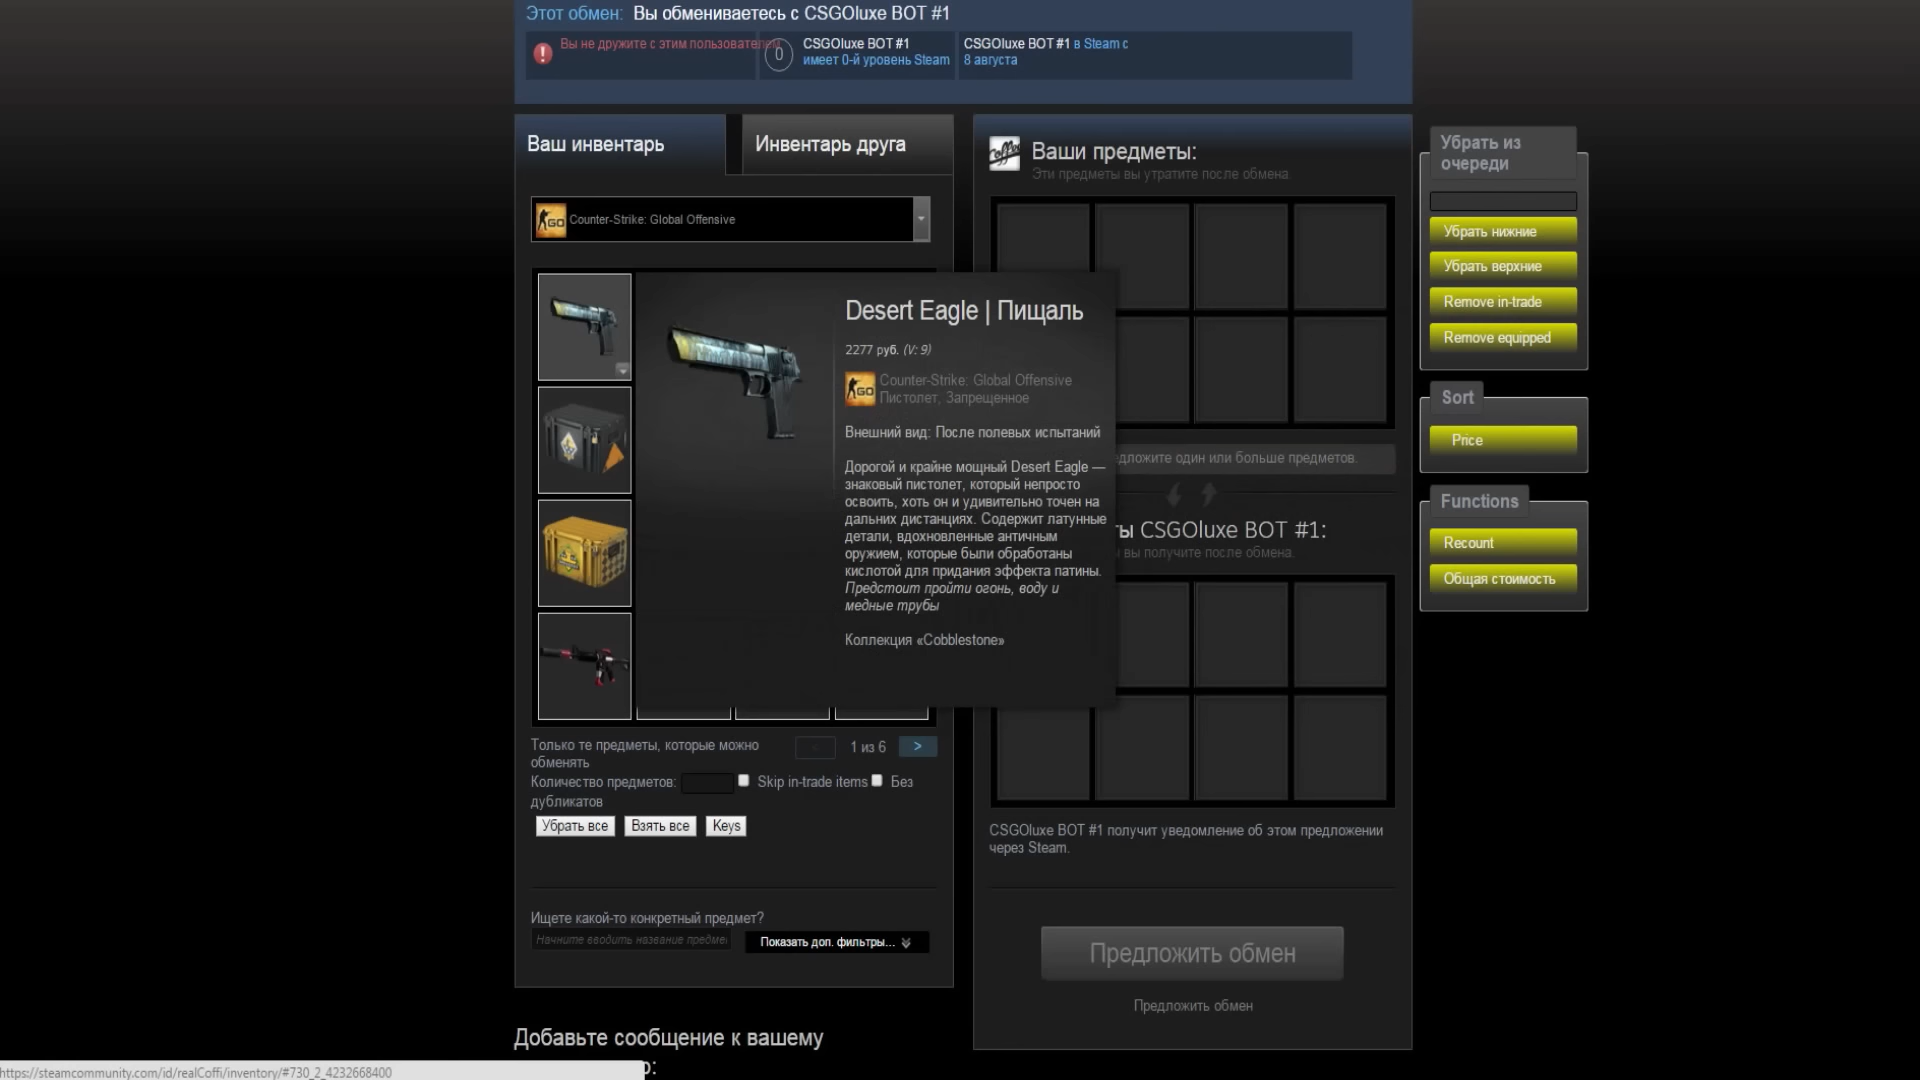 Этот обмен: Вы обмениваетесь с CSGOluxe BOT #1
Вы не дружите с этим пользователем
0
CSGOluxe BOT #1
имеет 0-й уровень Steam
CSGOluxe BOT #1 в Steam с
8 августа
Ваш инвентарь
Инвентарь друга
Counter-Strike: Global Offensive
Desert Eagle | Пищаль
2277 руб. (V: 9)
Counter-Strike: Global Offensive
Пистолет, Запрещенное
Внешний вид: После полевых испытаний
Дорогой и крайне мощный Desert Eagle —
знаковый пистолет, который непросто
освоить, хоть он и удивительно точен на
дальних дистанциях. Содержит латунные
детали, вдохновленные античным
оружием, которые были обработаны
кислотой для придания эффекта патины.
Предстоит пройти огонь, воду и
медные трубы
Коллекция «Cobblestone»
Только те предметы, которые можно
обменять
1 из 6
>
Количество предметов:
Skip in-trade items
Без
дубликатов
Убрать все
Взять все
Keys
Ищете какой-то конкретный предмет?
Начните вводить название предме
Показать доп. фильтры...
Добавьте сообщение к вашему
Ваши предметы:
Эти предметы вы утратите после обмена.
дложите один или больше предметов.
ты CSGOluxe BOT #1:
вы получите после обмена.
CSGOluxe BOT #1 получит уведомление об этом предложении
через Steam.
Предложить обмен
Предложить обмен
Убрать из
очереди
Убрать нижние
Убрать верхние
Remove in-trade
Remove equipped
Sort
Price
Functions
Recount
Общая стоимость
https://steamcommunity.com/id/realCoffi/inventory/#730_2_4232668400